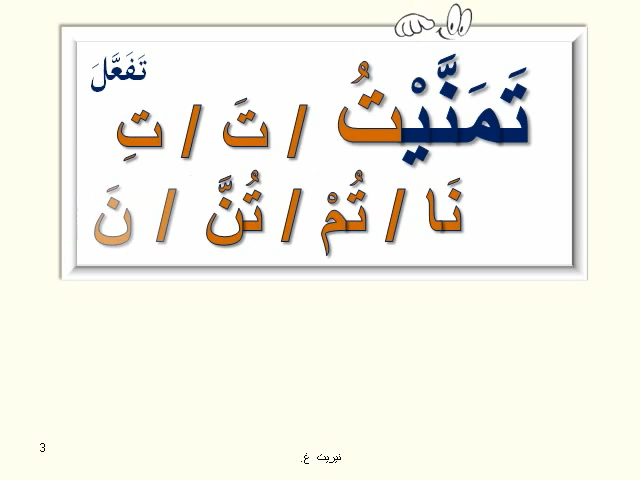 تَفَعَّلَ
تَمَنَّيْتُ / تَ / تِ
نَا / تُمْ / تُنَّ / نَ
3
نيريت غ.